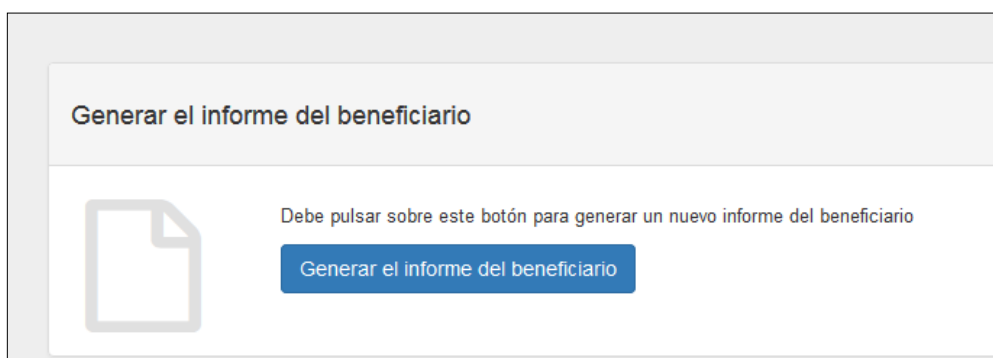 Generar el informe del beneficiario
Debe pulsar sobre este botón para generar un nuevo informe del beneficiario
Generar el informe del beneficiario